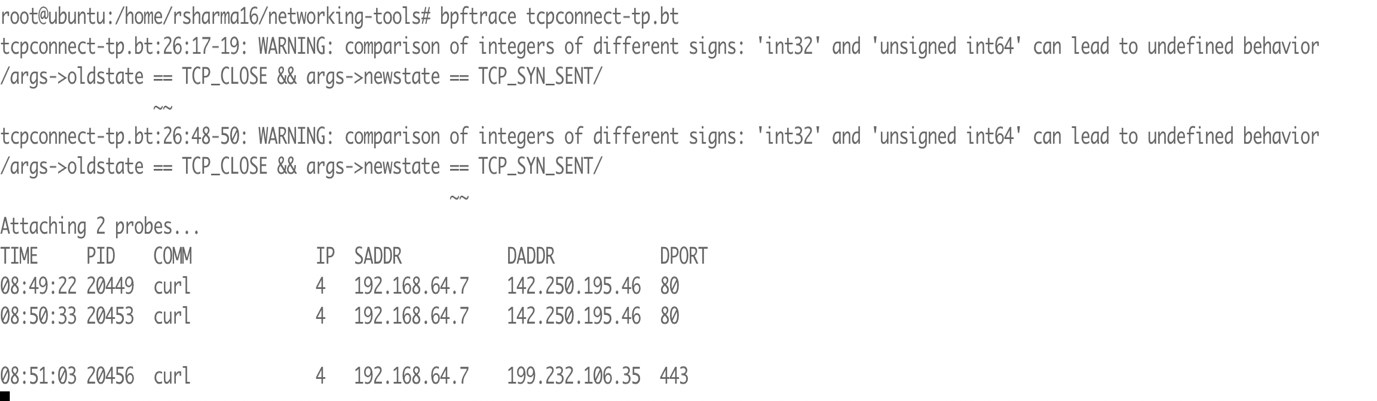 root@ubuntu:/home/rsharma16/networking-tools# bpftrace tcpconnect-tp.bt
tcpconnect-tp.bt:26:17-19: WARNING: comparison of integers of different signs: 'int32' and 'unsigned int64' can lead to undefined behavior
/args->oldstate == TCP_CLOSE && args->newstate == TCP_SYN_SENT/
~~
tcpconnect-tp.bt:26:48-50: WARNING: comparison of integers of different signs: 'int32' and 'unsigned int64' can lead to undefined behavior
/args->oldstate == TCP_CLOSE && args->newstate == TCP_SYN_SENT/
~~
Attaching 2 probes...
TIME PID COMM IP SADDR DADDR DPORT
08:49:22 20449 curl 4 192.168.64.7 142.250.195.46 80
08:50:33 20453 curl 4 192.168.64.7 142.250.195.46 80
08:51:03 20456 curl 4 192.168.64.7 199.232.106.35 443